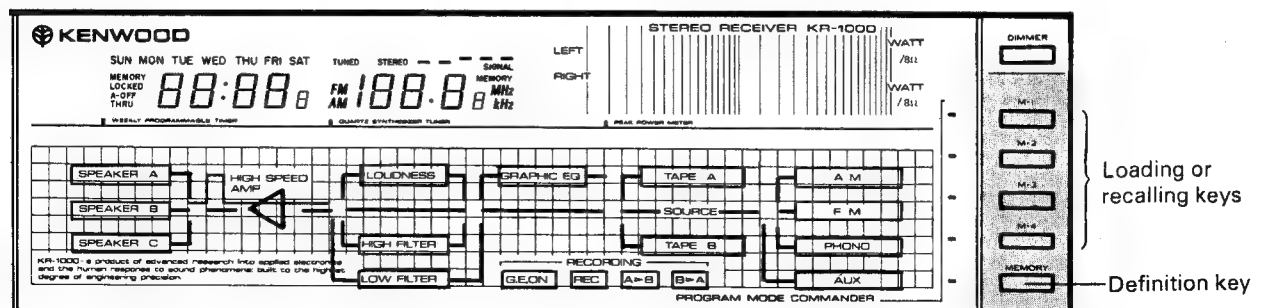 KENWOOD
STEREO RECEIVER KR-1000
SUN MON TUE WED THU FRI SAT
TUNED STEREO
SIGNAL
MEMORY
LOCKED
A-OFF
THRU
88:88 8
FM
AM
188.8 8
MEMORY
MHz
kHz
LEFT
RIGHT
WATT
/8Ω
WATT
/8Ω
WEEKLY PROGRAMMABLE TIMER
QUARTZ SYNTHESIZER TUNER
PEAK POWER METER
SPEAKER A
HIGH SPEED
AMP
LOUDNESS
GRAPHIC EQ
TAPE A
AM
SPEAKER B
SOURCE
FM
SPEAKER C
HIGH FILTER
TAPE B
PHONO
KR-1000 - a product of advanced research into applied electronics
and the human response to sound phenomena: built to the highest
degree of engineering precision.
LOW FILTER
RECORDING
G.E.ON REC A►B B►A
AUX
PROGRAM MODE COMMANDER
DIMMER
M-1
M-2
M-3
M-4
MEMORY
Loading or
recalling keys
Definition key